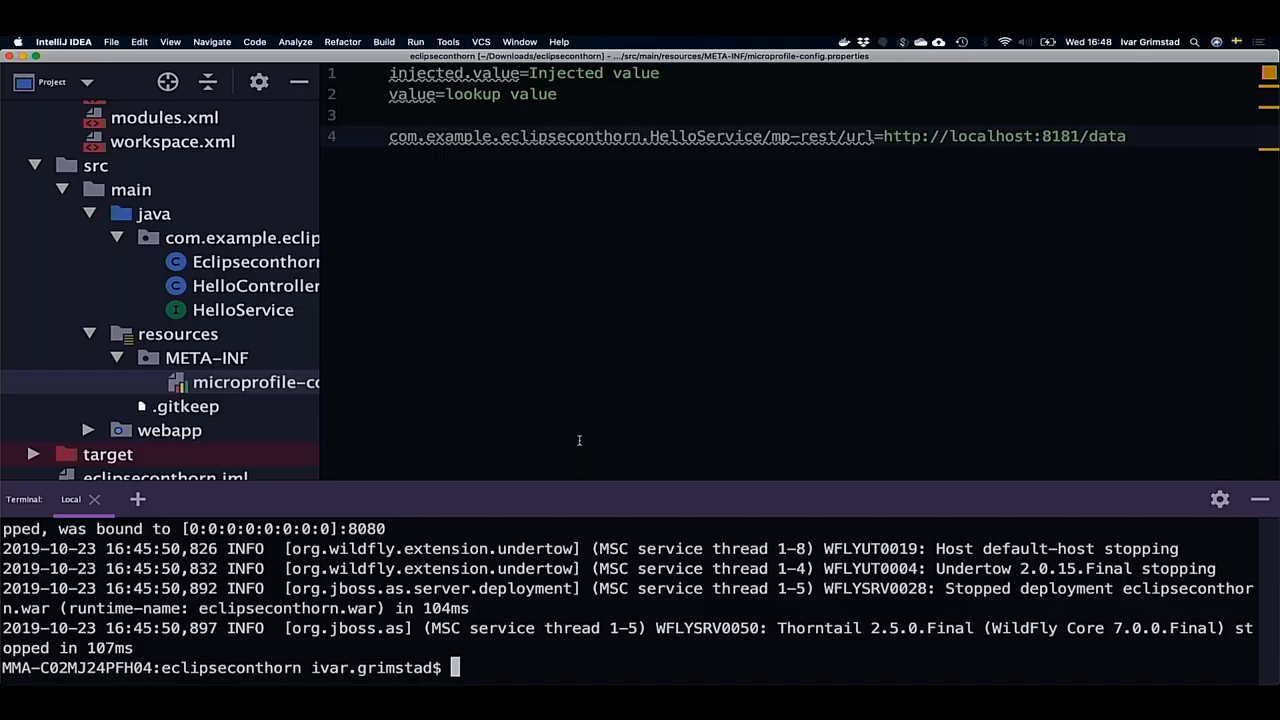 IntelliJ IDEA File Edit View Navigate Code Analyze Refactor Build Run Tools VCS Window Help Wed 16:48 Ivar Grimstad
eclipseconthorn [~/Downloads/eclipseconthorn] - .../src/main/resources/META-INF/microprofile-config.properties
Project
modules.xml
workspace.xml
src
main
java
com.example.eclip
Eclipseconthorn
HelloController
HelloService
resources
META-INF
microprofile-co
.gitkeep
webapp
target
eclipseconthorn.iml
1 injected.value=Injected value
2 value=lookup value
3
4 com.example.eclipseconthorn.HelloService/mp-rest/url=http://localhost:8181/data
Terminal: Local
pped, was bound to [0:0:0:0:0:0:0:0]:8080
2019-10-23 16:45:50,826 INFO [org.wildfly.extension.undertow] (MSC service thread 1-8) WFLYUT0019: Host default-host stopping
2019-10-23 16:45:50,832 INFO [org.wildfly.extension.undertow] (MSC service thread 1-4) WFLYUT0004: Undertow 2.0.15.Final stopping
2019-10-23 16:45:50,892 INFO [org.jboss.as.server.deployment] (MSC service thread 1-5) WFLYSRV0028: Stopped deployment eclipseconthor
n.war (runtime-name: eclipseconthorn.war) in 104ms
2019-10-23 16:45:50,897 INFO [org.jboss.as] (MSC service thread 1-5) WFLYSRV0050: Thorntail 2.5.0.Final (WildFly Core 7.0.0.Final) st
opped in 107ms
MMA-C02MJ24PFH04:eclipseconthorn ivar.grimstad$